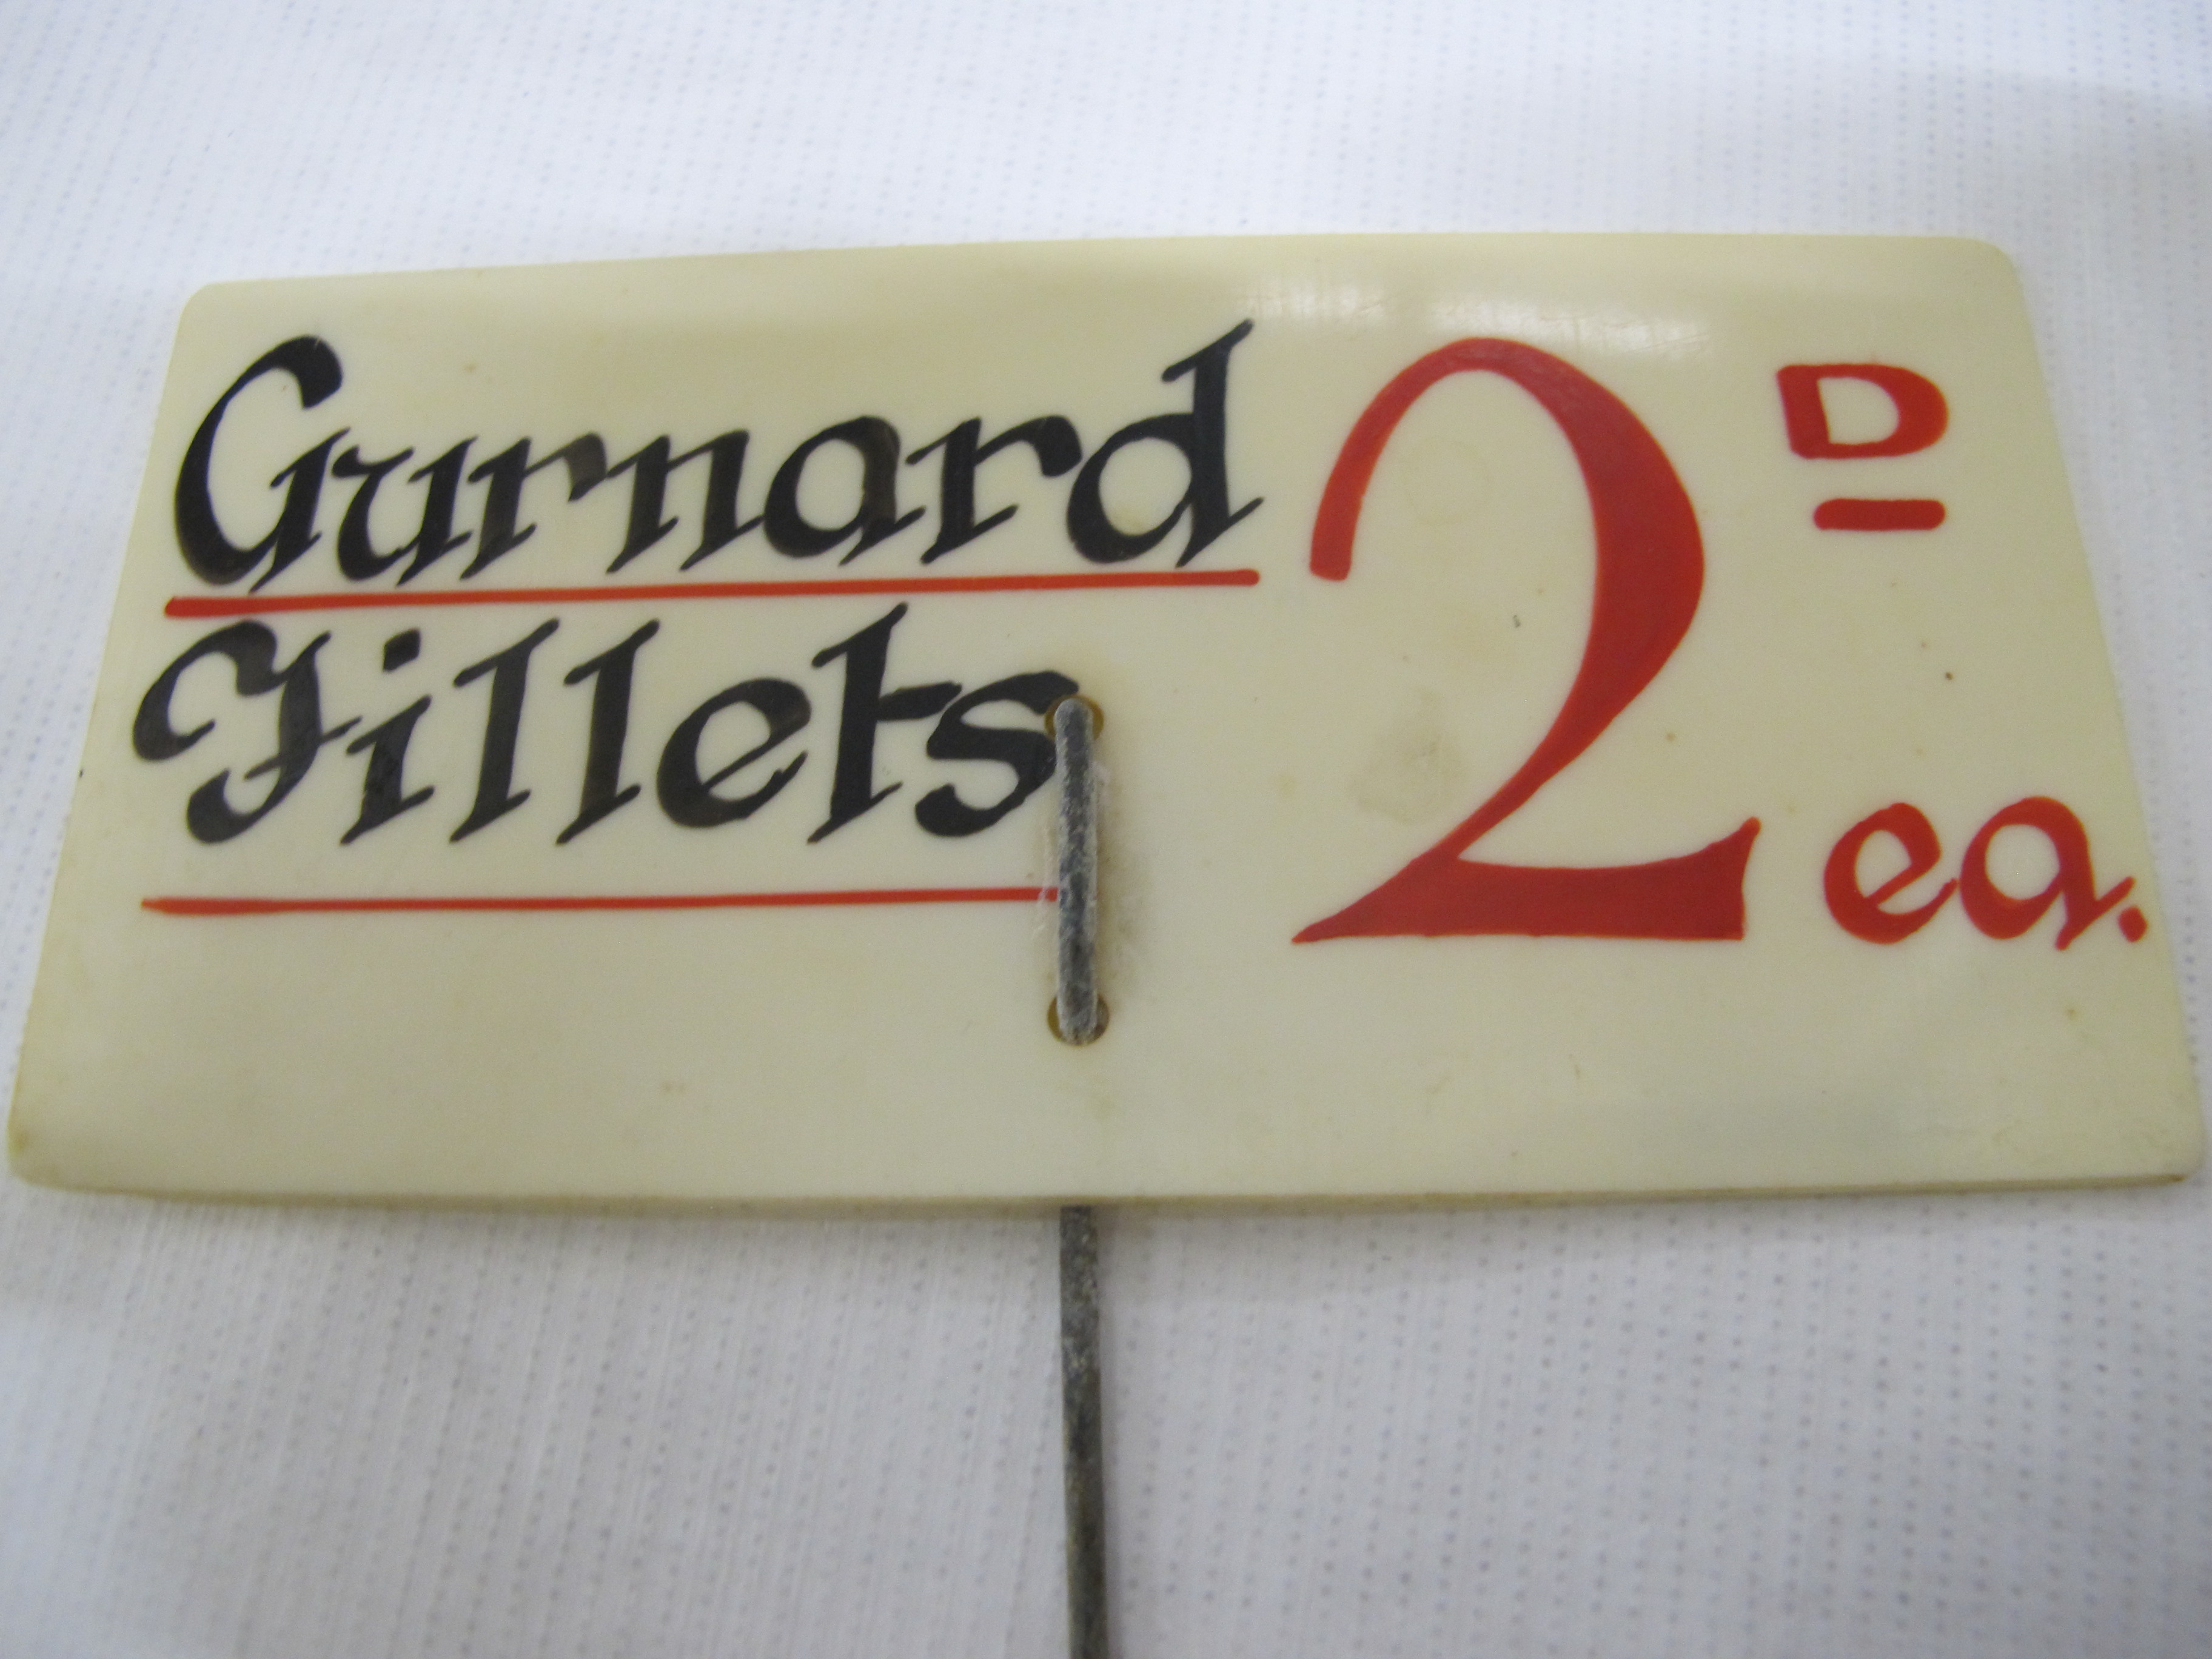 Gurnard
Fillets
2D ea.